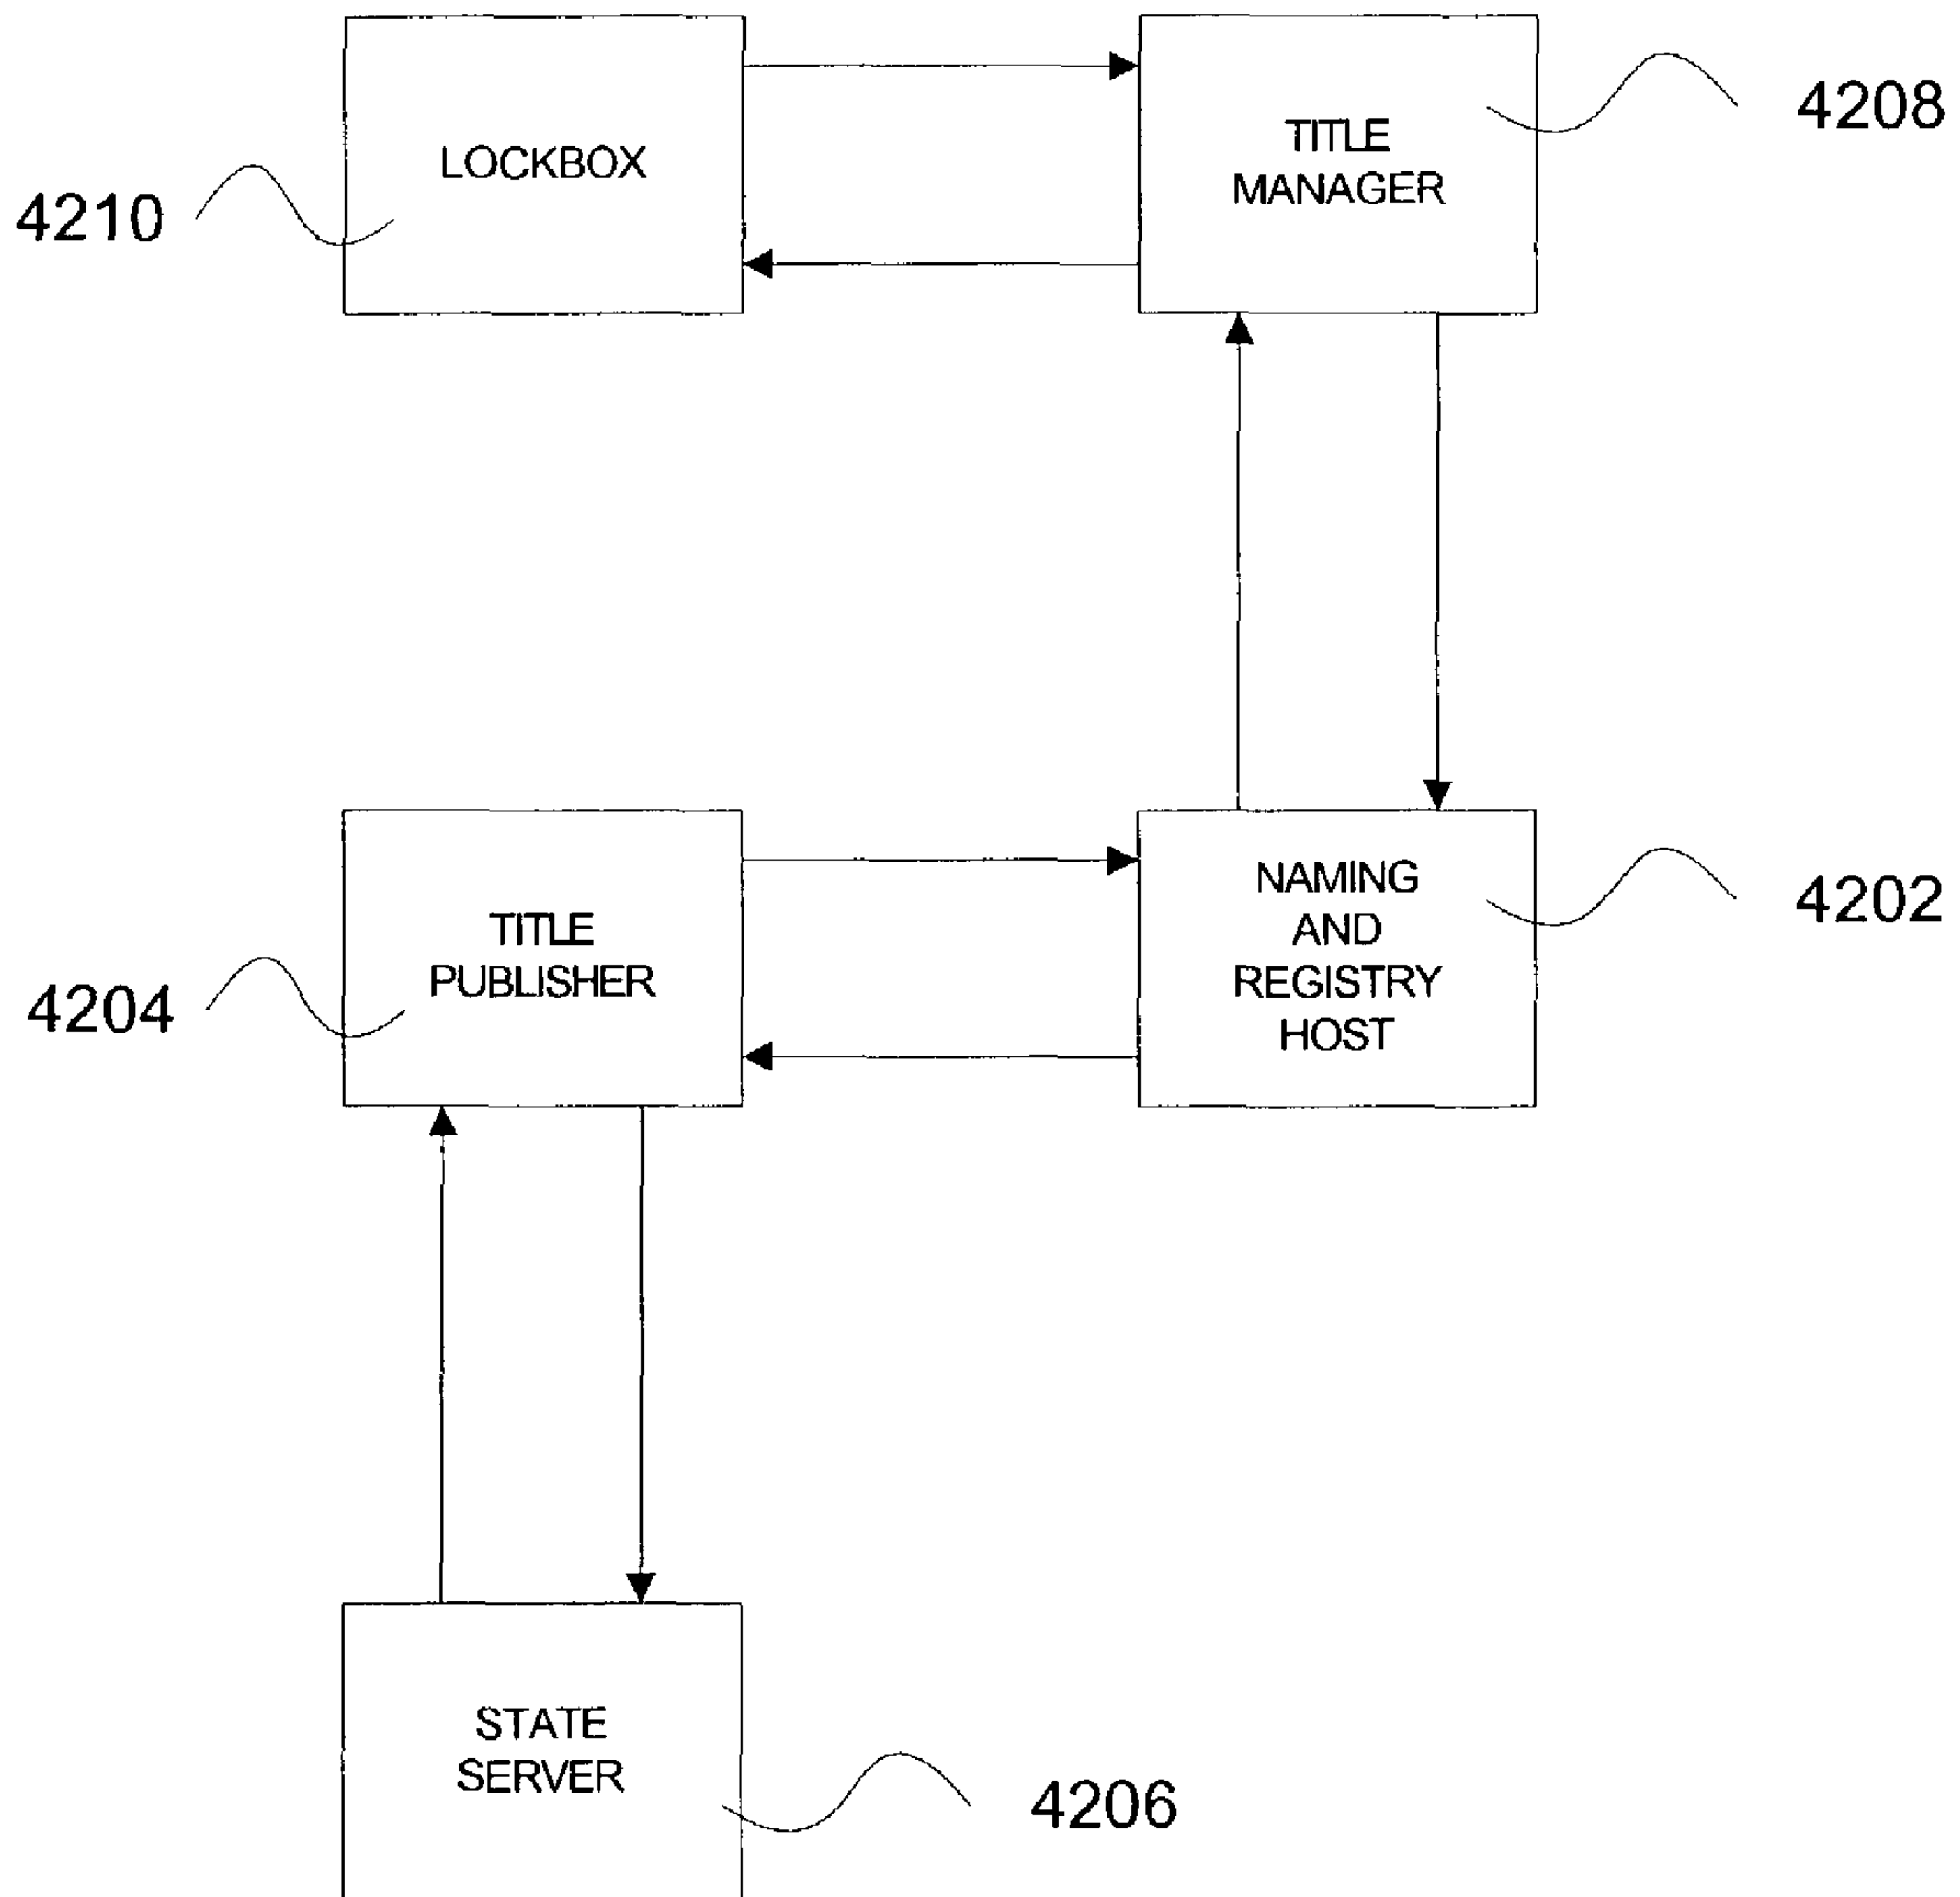 LOCKBOX
4210
TITLE
MANAGER
4208
TITLE
PUBLISHER
4204
NAMING
AND
REGISTRY
HOST
4202
STATE
SERVER
4206